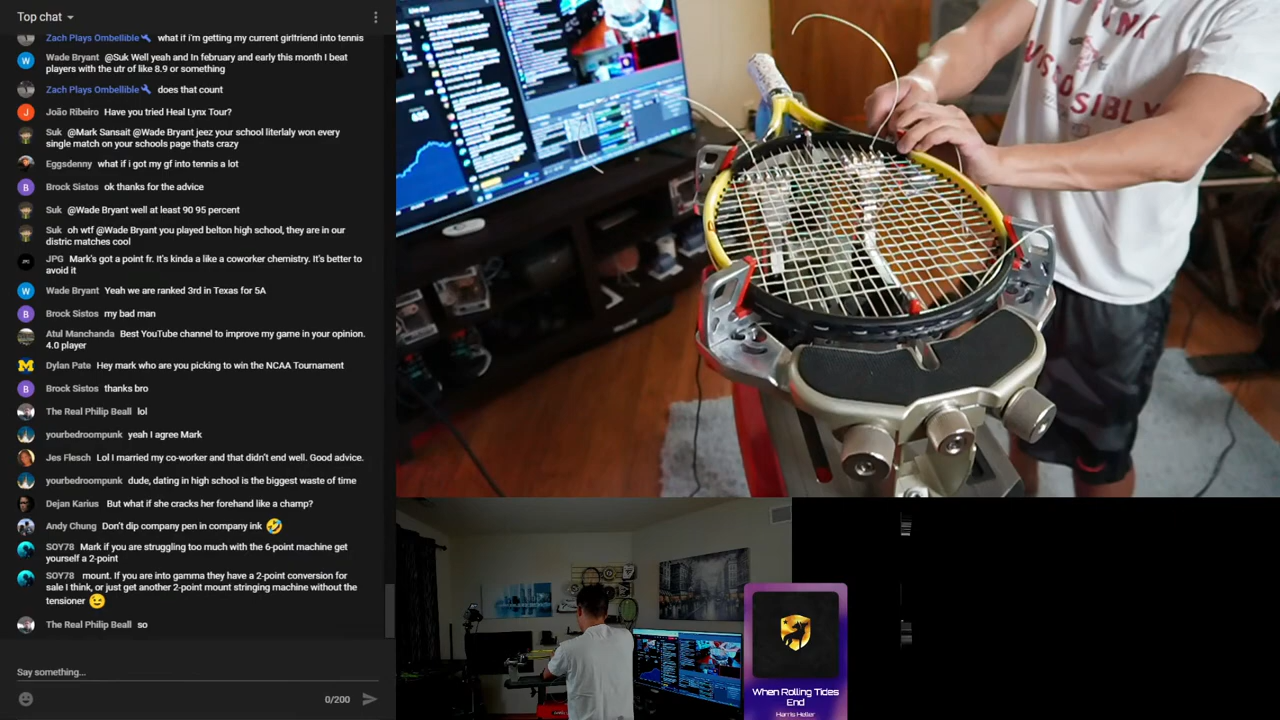 Top chat
Zach Plays Ombellible what if i'm getting my current girlfriend into tennis
Wade Bryant @Suk Well yeah and In february and early this month I beat
players with the utr of like 8.9 or something
Zach Plays Ombellible does that count
João Ribeiro Have you tried Heal Lynx Tour?
Suk @Mark Sansait @Wade Bryant jeez your school literlaly won every
single match on your schools page thats crazy
Eggsdenny what if i got my gf into tennis a lot
Brock Sistos ok thanks for the advice
Suk @Wade Bryant well at least 90 95 percent
Suk oh wtf @Wade Bryant you played belton high school, they are in our
distric matches cool
JPG Mark's got a point fr. It's kinda a like a coworker chemistry. It's better to
avoid it
Wade Bryant Yeah we are ranked 3rd in Texas for 5A
Brock Sistos my bad man
Atul Manchanda Best YouTube channel to improve my game in your opinion.
4.0 player
Dylan Pate Hey mark who are you picking to win the NCAA Tournament
Brock Sistos thanks bro
The Real Philip Beall lol
yourbedroompunk yeah I agree Mark
Jes Flesch Lol I married my co-worker and that didn't end well. Good advice.
yourbedroompunk dude, dating in high school is the biggest waste of time
Dejan Karius But what if she cracks her forehand like a champ?
Andy Chung Don't dip company pen in company ink 🤣
SOY78 Mark if you are struggling too much with the 6-point machine get
yourself a 2-point
SOY78 mount. If you are into gamma they have a 2-point conversion for
sale I think, or just get another 2-point mount stringing machine without the
tensioner 😉
The Real Philip Beall so
Say something...
0/200
When Rolling Tides
End
Harris Heller